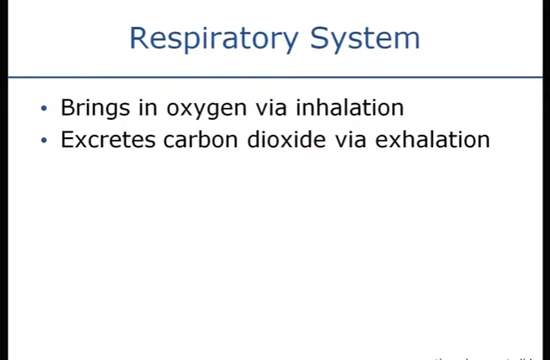 Respiratory System
• Brings in oxygen via inhalation
• Excretes carbon dioxide via exhalation